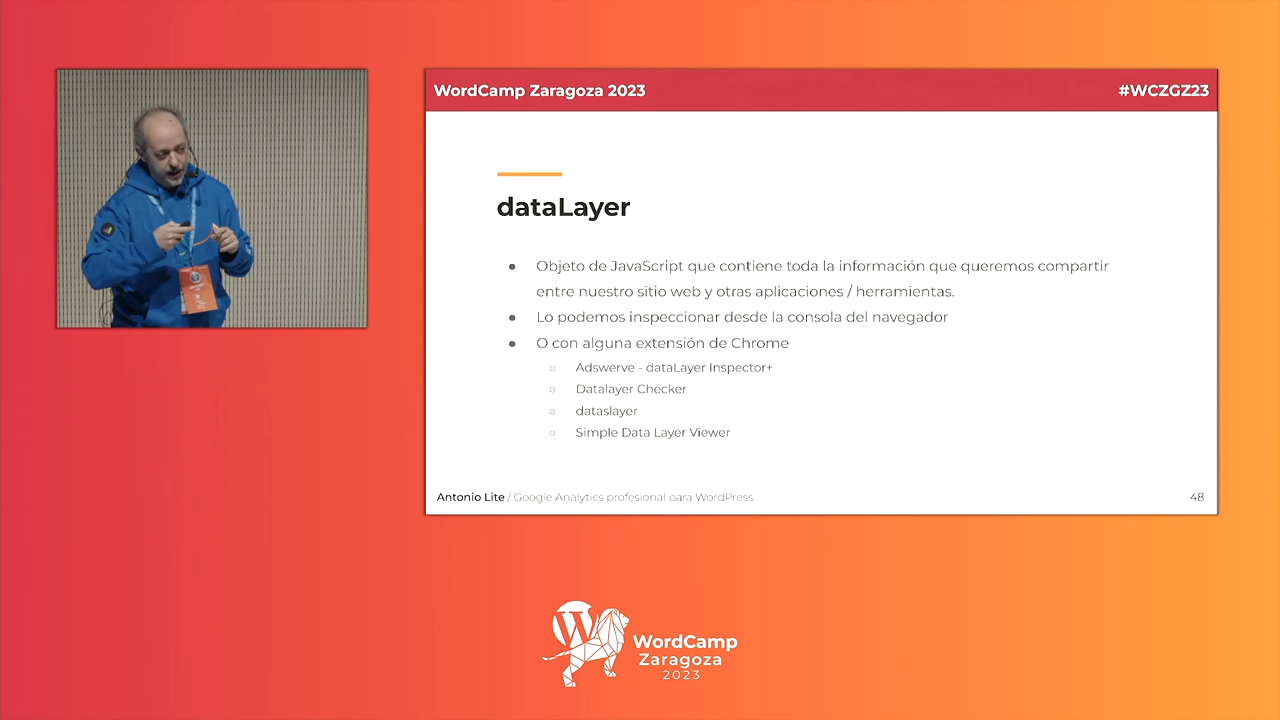 WordCamp Zaragoza 2023
#WCZGZ23
dataLayer
Objeto de JavaScript que contiene toda la información que queremos compartir
entre nuestro sitio web y otras aplicaciones / herramientas.
Lo podemos inspeccionar desde la consola del navegador
O con alguna extensión de Chrome
Adswerve - dataLayer Inspector+
Datalayer Checker
dataslayer
Simple Data Layer Viewer
Antonio Lite / Google Analytics profesional para WordPress
48
WordCamp
Zaragoza
2023